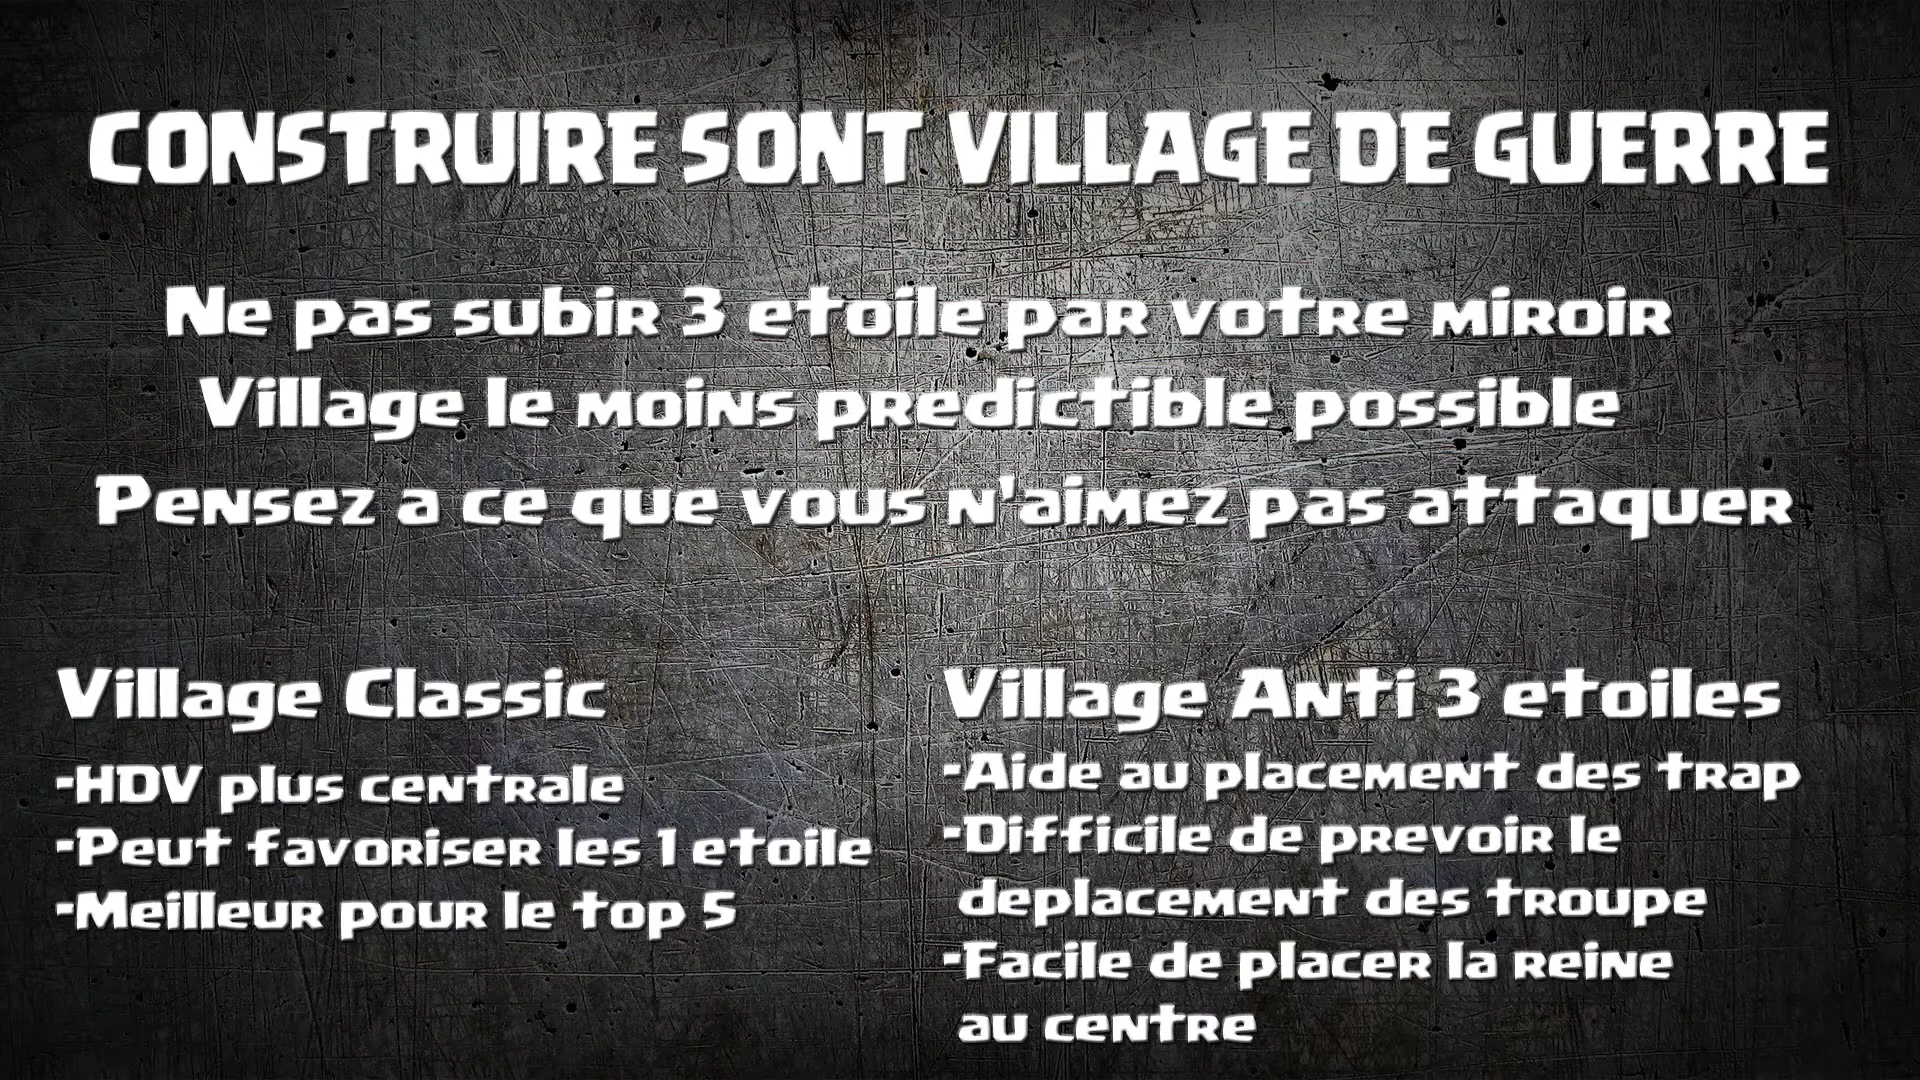 CONSTRUIRE SONT VILLAGE DE GUERRE
Ne pas subir 3 etoile par votre miroir
Village le moins predictible possible
Pensez a ce que vous n'aimez pas attaquer
Village Classic
-HDV plus centrale
-Peut favoriser les 1 etoile
-Meilleur pour le top 5
Village Anti 3 etoiles
-Aide au placement des trap
-Difficile de prevoir le
deplacement des troupe
-Facile de placer la reine
au centre